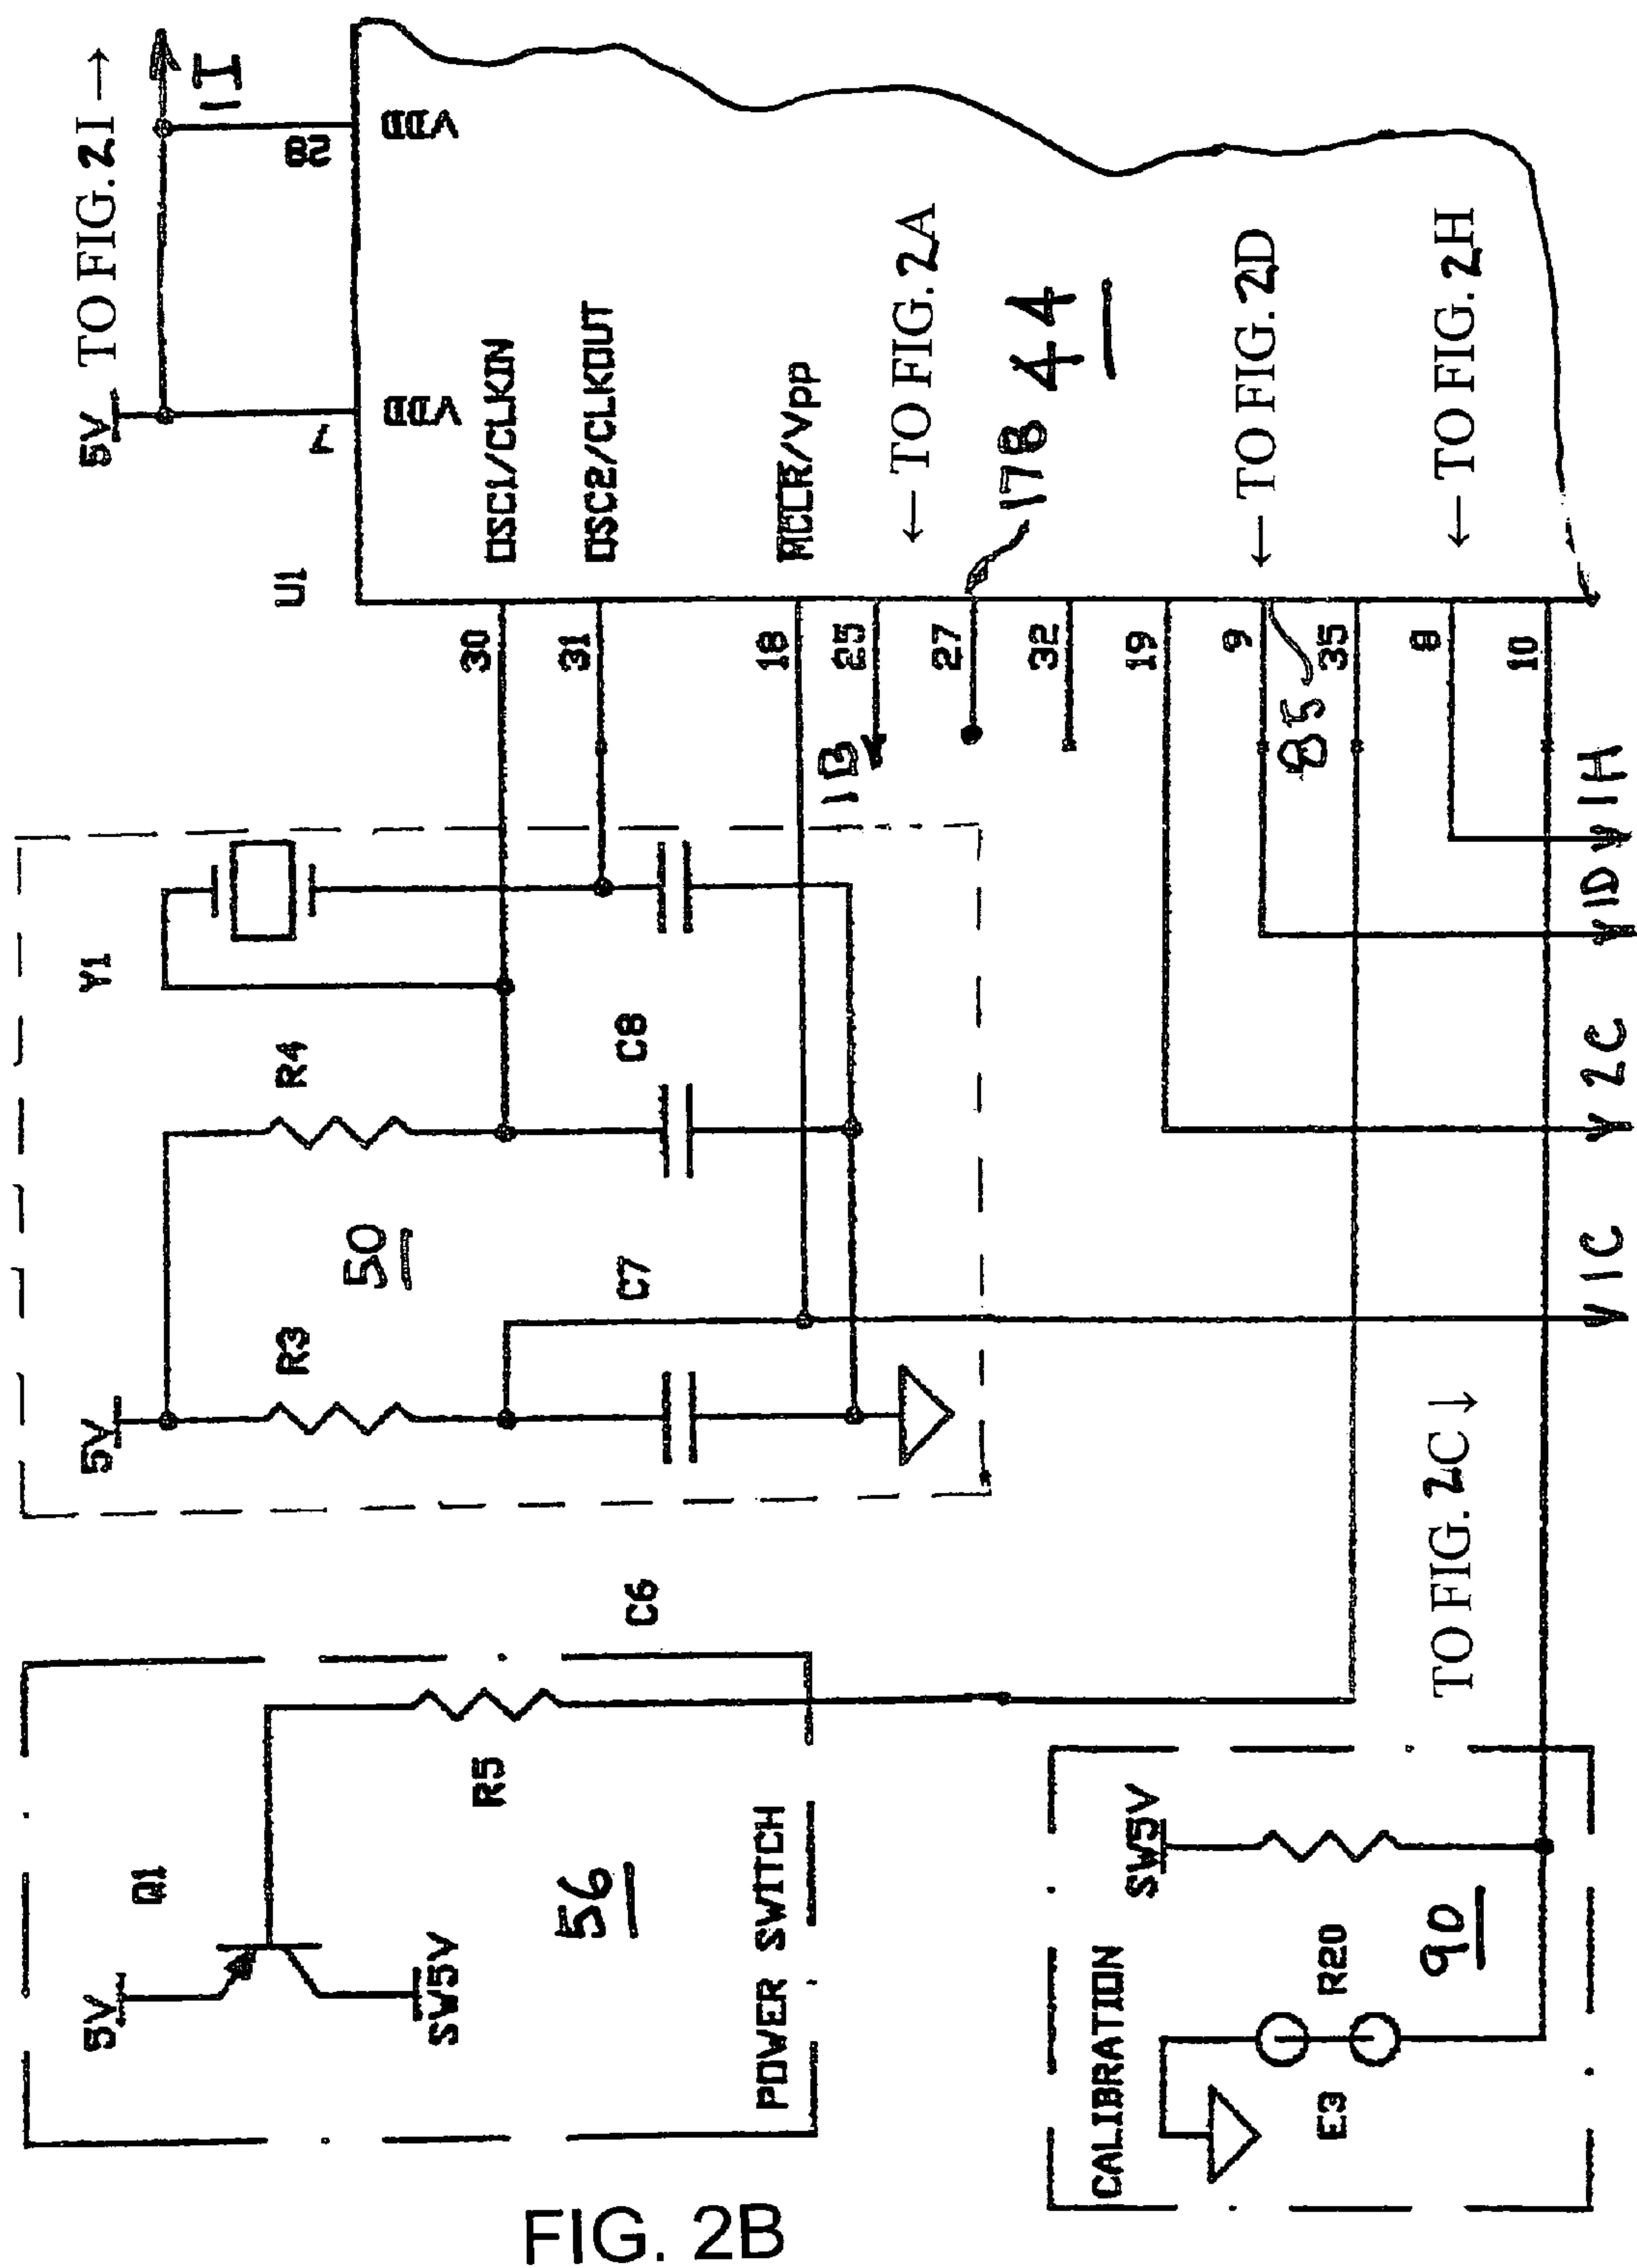 5V
TO FIG. 2I →
1I
7
28
VDD
VDD
U1
44
OSC1/CLKIN
OSC2/CLKOUT
MCLR/Vpp
← TO FIG. 2A
178
← TO FIG. 2D
← TO FIG. 2H
30
31
18
25
27
32
19
9
35
8
10
1B
85
Y1
R4
C8
50
R3
C7
5V
C6
1H
1D
2C
1C
TO FIG. 2C ↓
Q1
5V
SW5V
R5
56
POWER SWITCH
CALIBRATION
SW5V
R20
90
E3
FIG. 2B